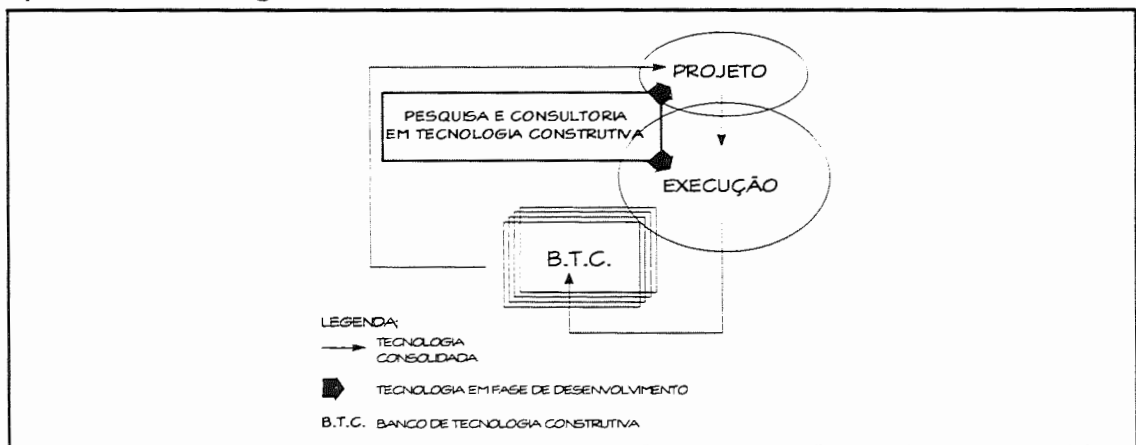 PROJETO
PESQUISA E CONSULTORIA
EM TECNOLOGIA CONSTRUTIVA
EXECUÇÃO
B.T.C.
LEGENDA:
TECNOLOGIA
CONSOLIDADA
TECNOLOGIA EM FASE DE DESENVOLVIMENTO
B.T.C. BANCO DE TECNOLOGIA CONSTRUTIVA